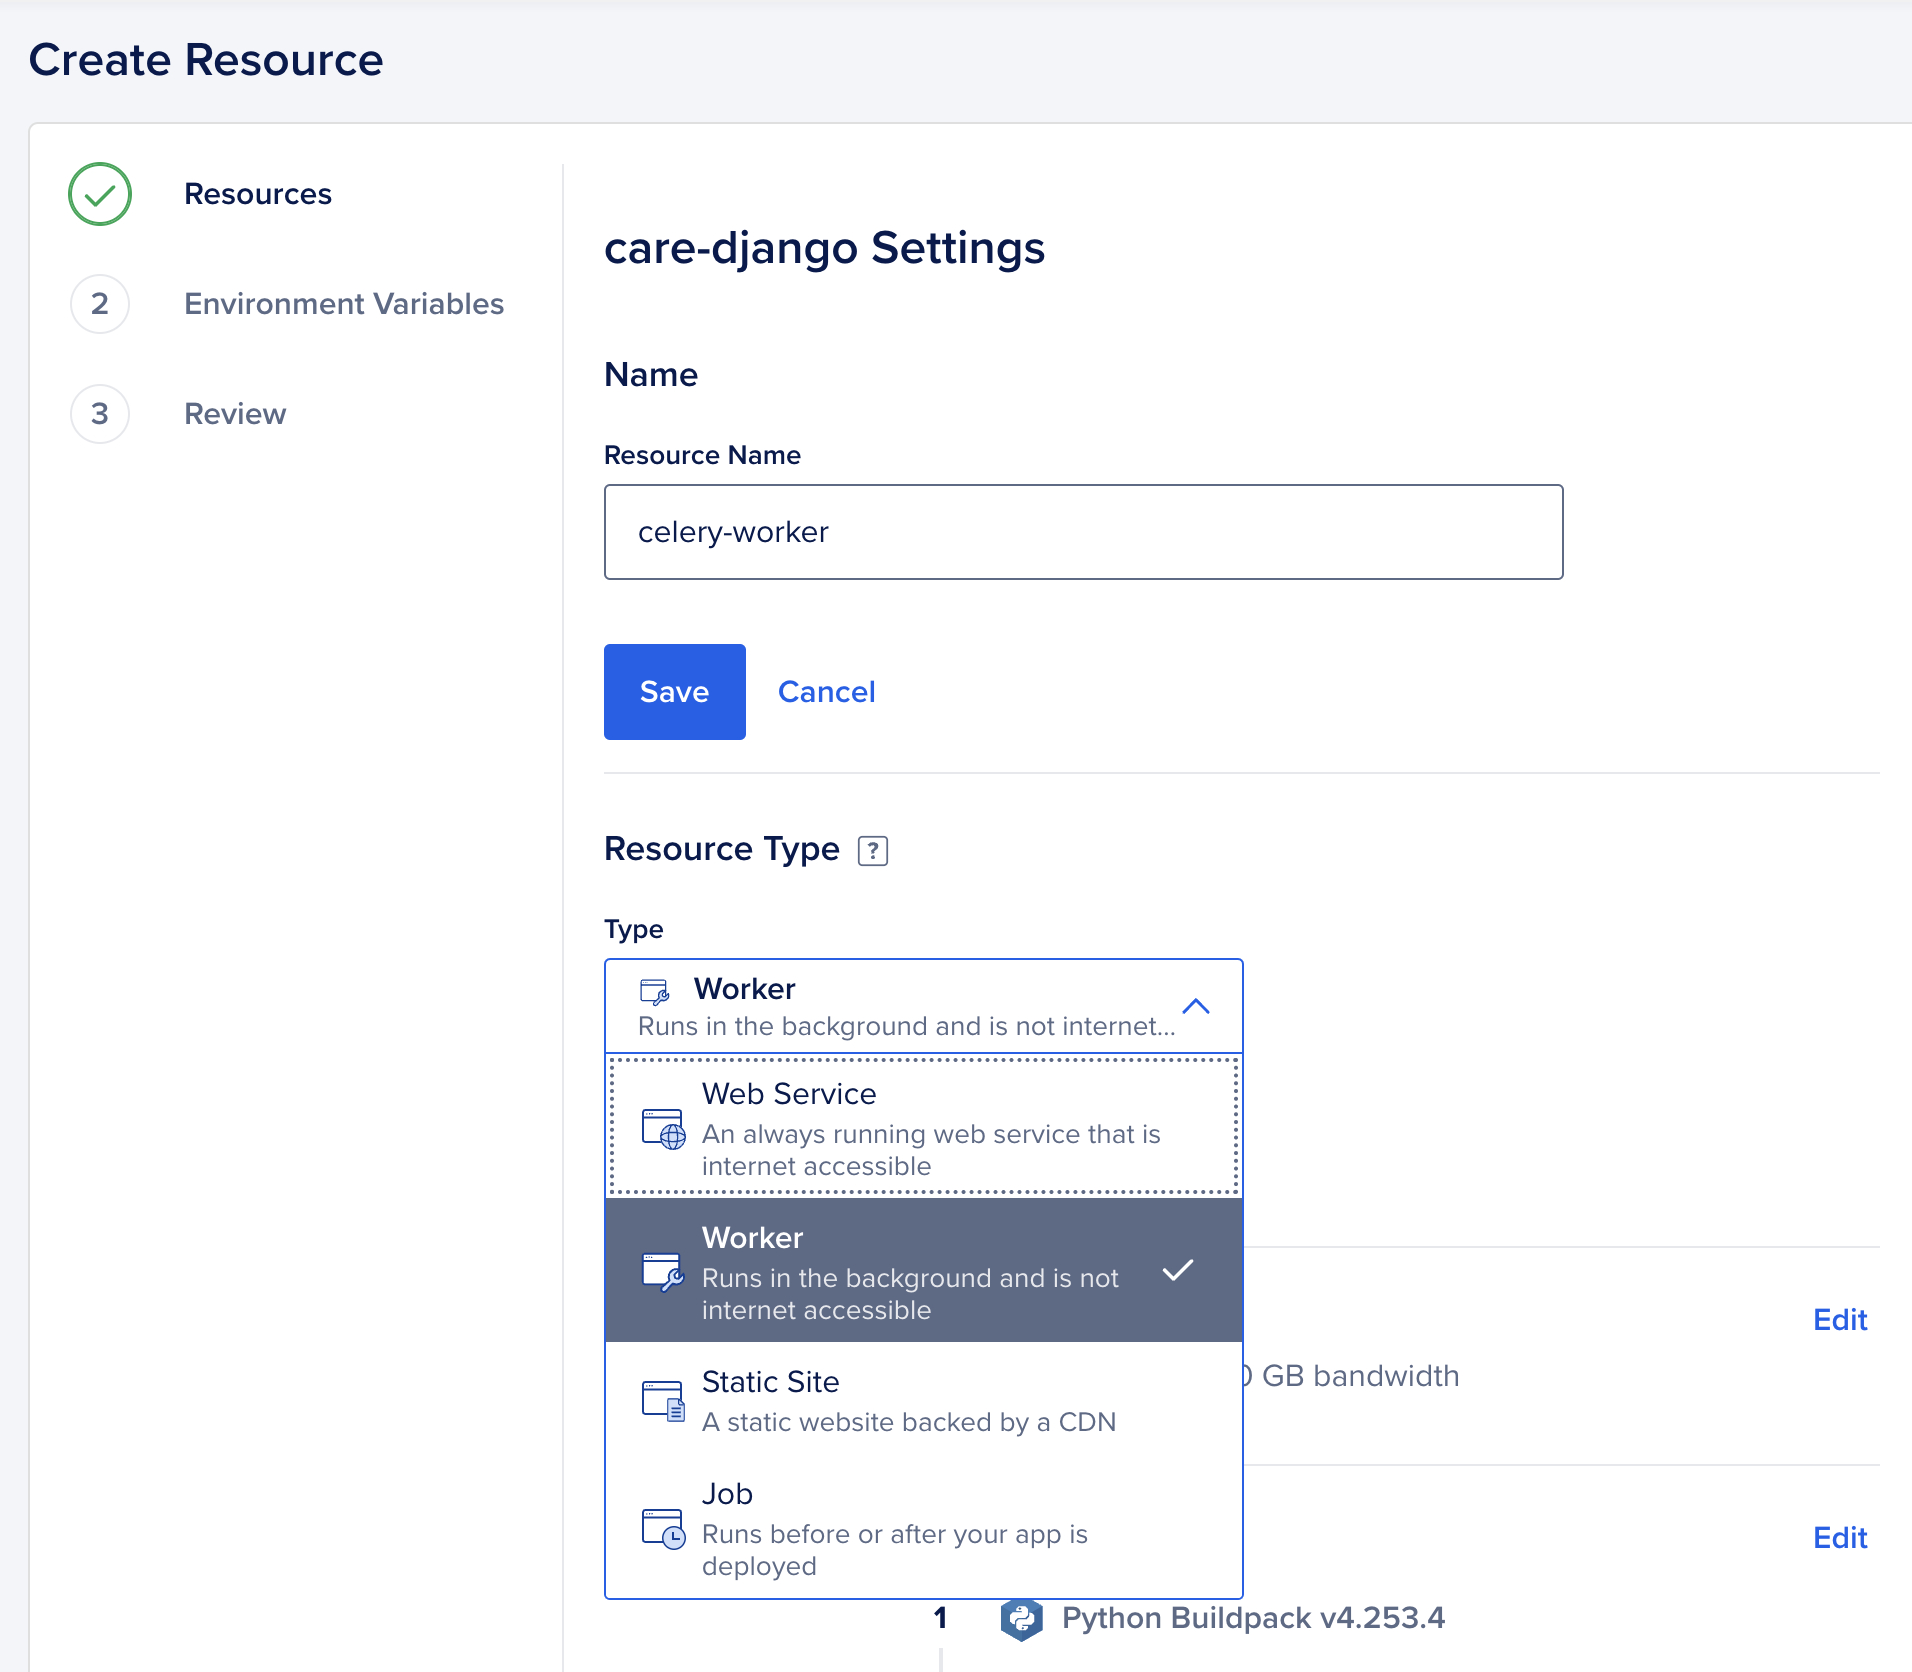 Create Resource
Resources
2
Environment Variables
3
Review
care-django Settings
Name
Resource Name
celery-worker
Save
Cancel
Resource Type ?
Type
Worker
Runs in the background and is not internet...
Web Service
An always running web service that is
internet accessible
Worker
Runs in the background and is not
internet accessible
Static Site
A static website backed by a CDN
Job
Runs before or after your app is
deployed
Edit
GB bandwidth
Edit
1
Python Buildpack v4.253.4